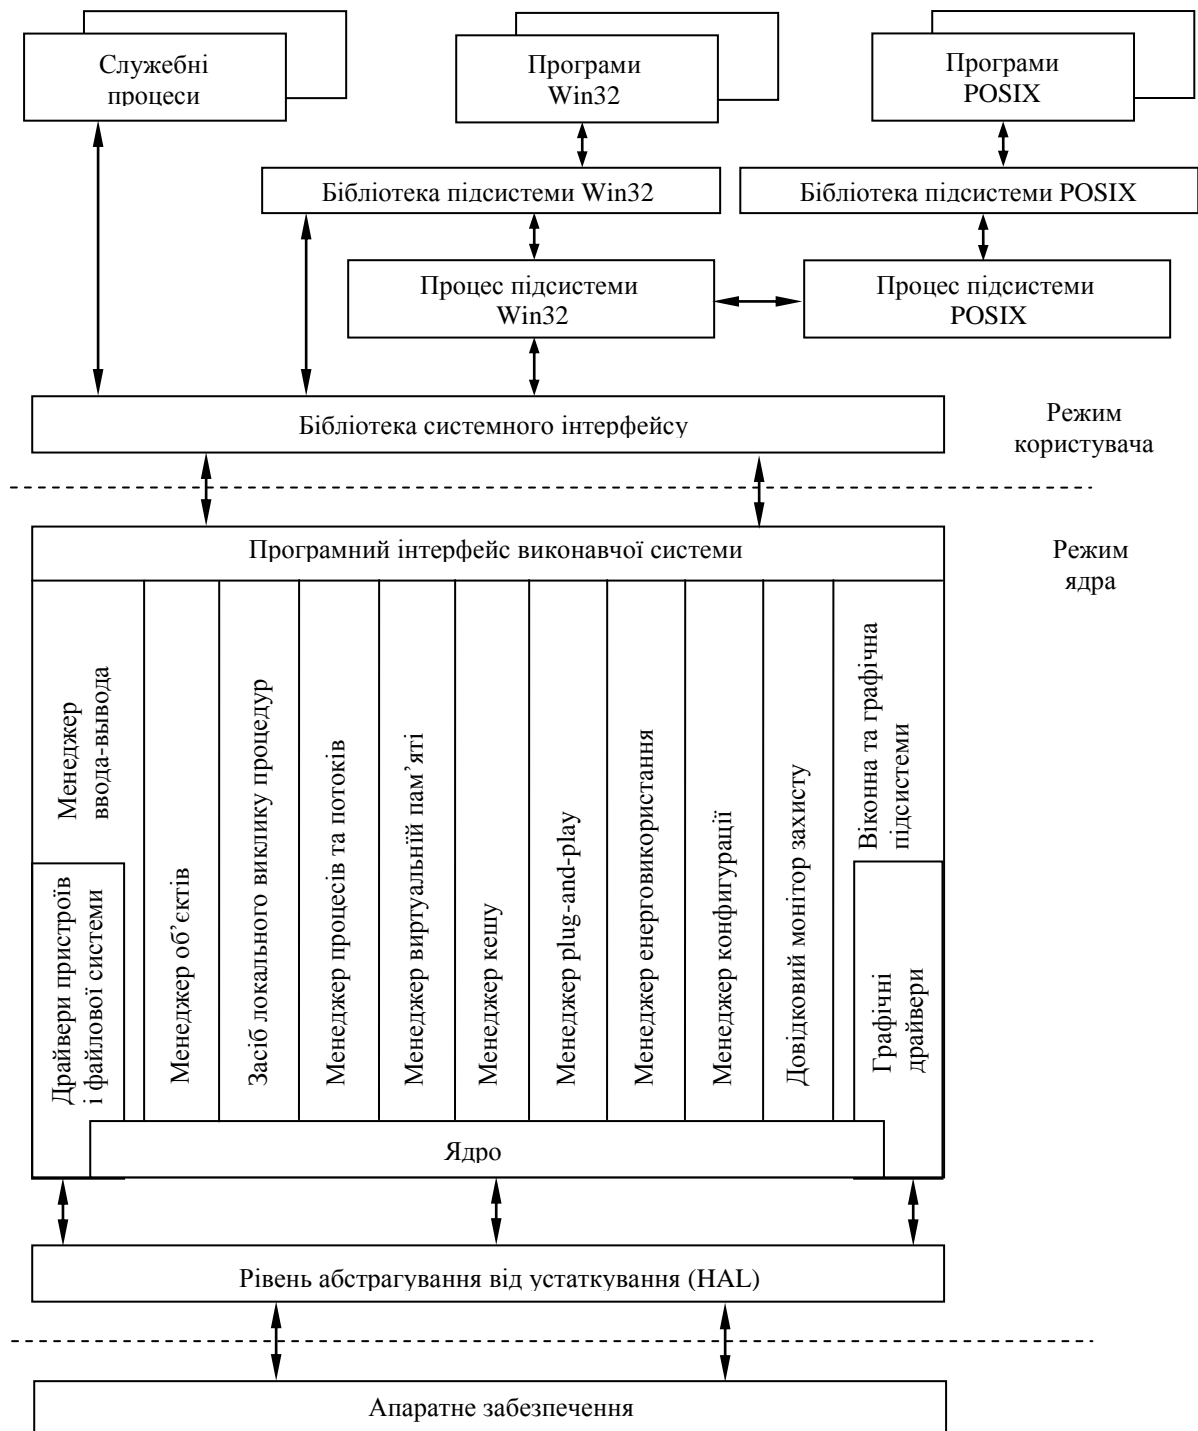 Служебні
процеси
Програми
Win32
Програми
POSIX
Бібліотека підсистеми Win32
Бібліотека підсистеми POSIX
Процес підсистеми
Win32
Процес підсистеми
POSIX
Бібліотека системного інтерфейсу
Режим
користувача
Програмний інтерфейс виконавчої системи
Режим
ядра
Менеджер
ввода-вывода
Драйвери пристроїв
і файлової системи
Менеджер об’єктів
Засіб локального виклику процедур
Менеджер процесів та потоків
Менеджер виртуальній пам’яті
Менеджер кешу
Менеджер plug-and-play
Менеджер енерговикористання
Менеджер конфигурації
Довідковий монітор захисту
Віконна та графічна
підсистеми
Графічні
драйвери
Ядро
Рівень абстрагування від устаткування (HAL)
Апаратне забезпечення